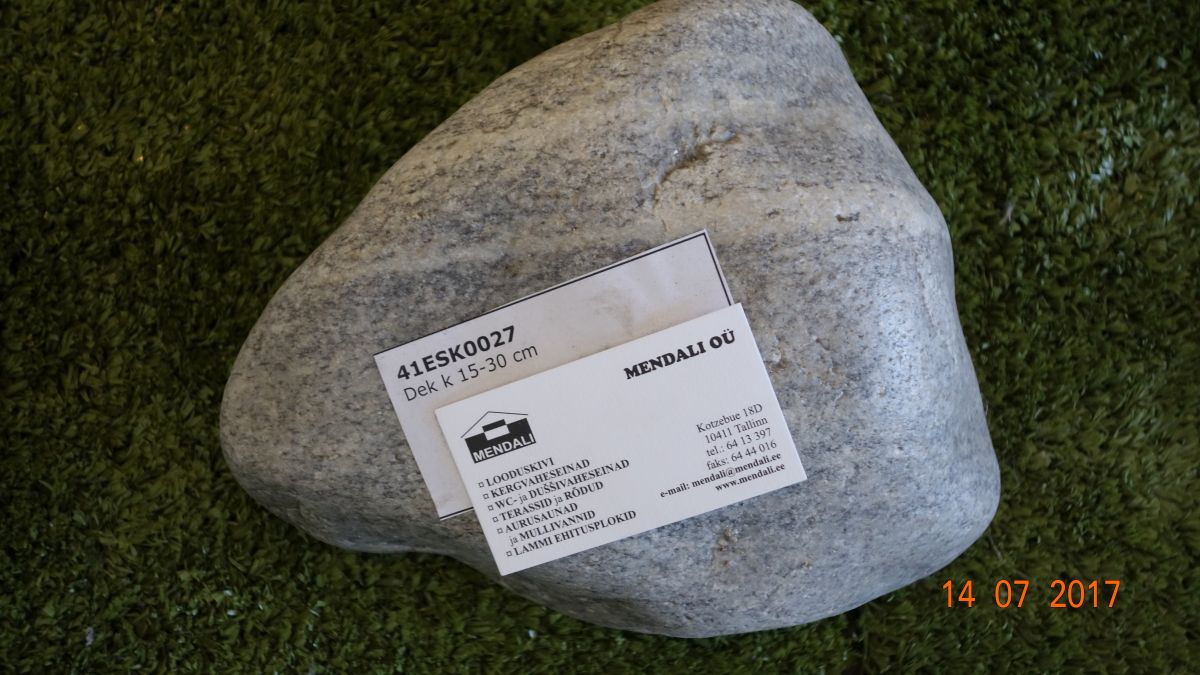 41ESK0027
Dek k 15-30 cm
MENDALI OÜ
MENDALI
Kotzebue 18D
10411 Tallinn
tel.: 64 13 397
faks: 64 44 016
e-mail: mendali@mendali.ee
www.mendali.ee
¤ LOODUSKIVI
¤ KERGVAHESEINAD
¤ WC- ja DUŠŠIVAHESEINAD
¤ TERASSID ja RÕDUD
¤ AURUSAUNAD
ja MULLIVANNID
¤ LAMMI EHITUSPLOKID
14 07 2017